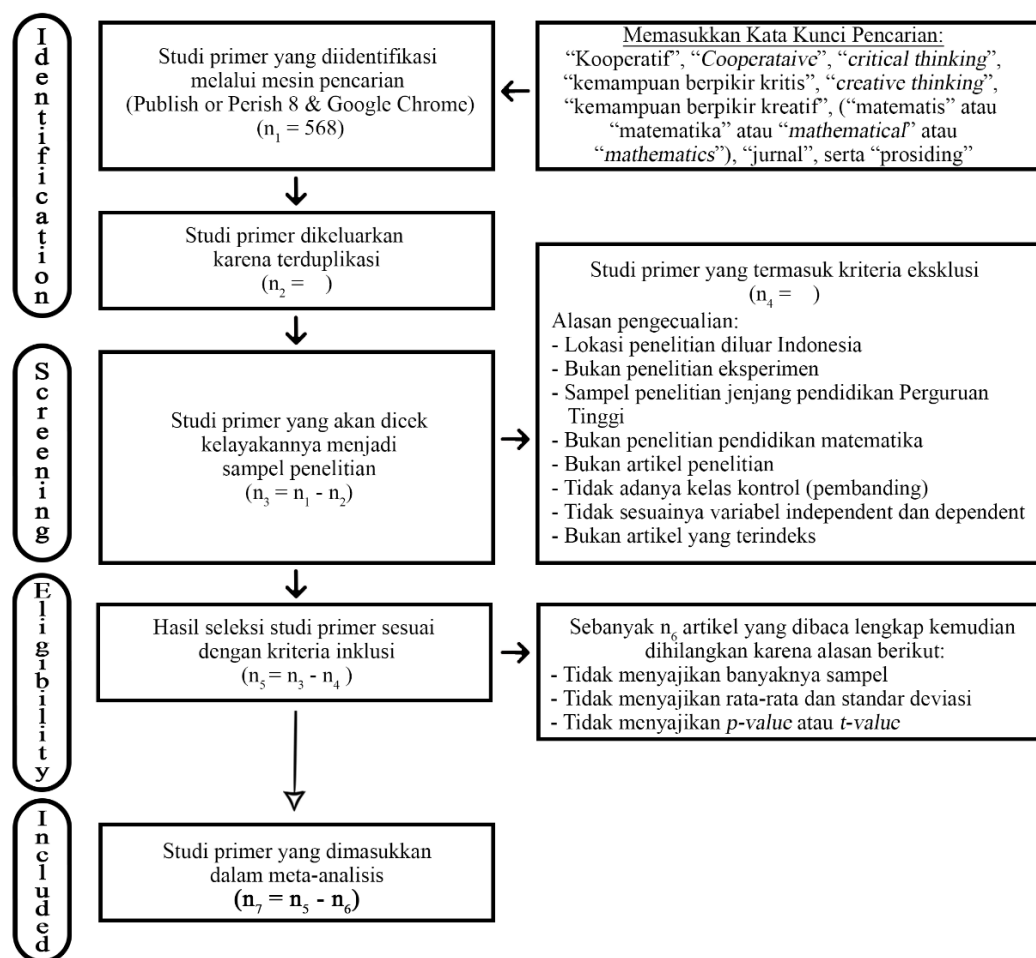 Identification
Studi primer yang diidentifikasi
melalui mesin pencarian
(Publish or Perish 8 & Google Chrome)
(n₁ = 568)
Memasukkan Kata Kunci Pencarian:
“Kooperatif”, “Cooperataive”, “critical thinking”,
“kemampuan berpikir kritis”, “creative thinking”,
“kemampuan berpikir kreatif”, (“matematis” atau
“matematika” atau “mathematical” atau
“mathematics”), “jurnal”, serta “prosiding”
Studi primer dikeluarkan
karena terduplikasi
(n₂ = )
Screening
Studi primer yang akan dicek
kelayakannya menjadi
sampel penelitian
(n₃ = n₁ - n₂)
Studi primer yang termasuk kriteria eksklusi
(n₄ = )
Alasan pengecualian:
- Lokasi penelitian diluar Indonesia
- Bukan penelitian eksperimen
- Sampel penelitian jenjang pendidikan Perguruan
Tinggi
- Bukan penelitian pendidikan matematika
- Bukan artikel penelitian
- Tidak adanya kelas kontrol (pembanding)
- Tidak sesuainya variabel independent dan dependent
- Bukan artikel yang terindeks
Eligibility
Hasil seleksi studi primer sesuai
dengan kriteria inklusi
(n₅ = n₃ - n₄ )
Sebanyak n₆ artikel yang dibaca lengkap kemudian
dihilangkan karena alasan berikut:
- Tidak menyajikan banyaknya sampel
- Tidak menyajikan rata-rata dan standar deviasi
- Tidak menyajikan p-value atau t-value
Included
Studi primer yang dimasukkan
dalam meta-analisis
(n₇ = n₅ - n₆)